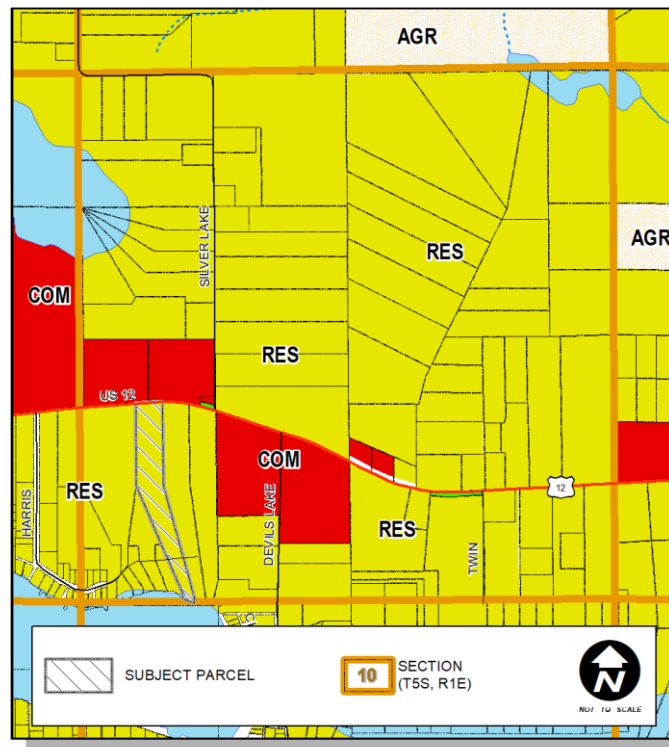 AGR
AGR
SILVER LAKE
RES
COM
RES
US 12
COM
RES
HARRIS
DEVILS LAKE
RES
TWIN
12
SUBJECT PARCEL
10
SECTION
(T5S, R1E)
N
NOT TO SCALE